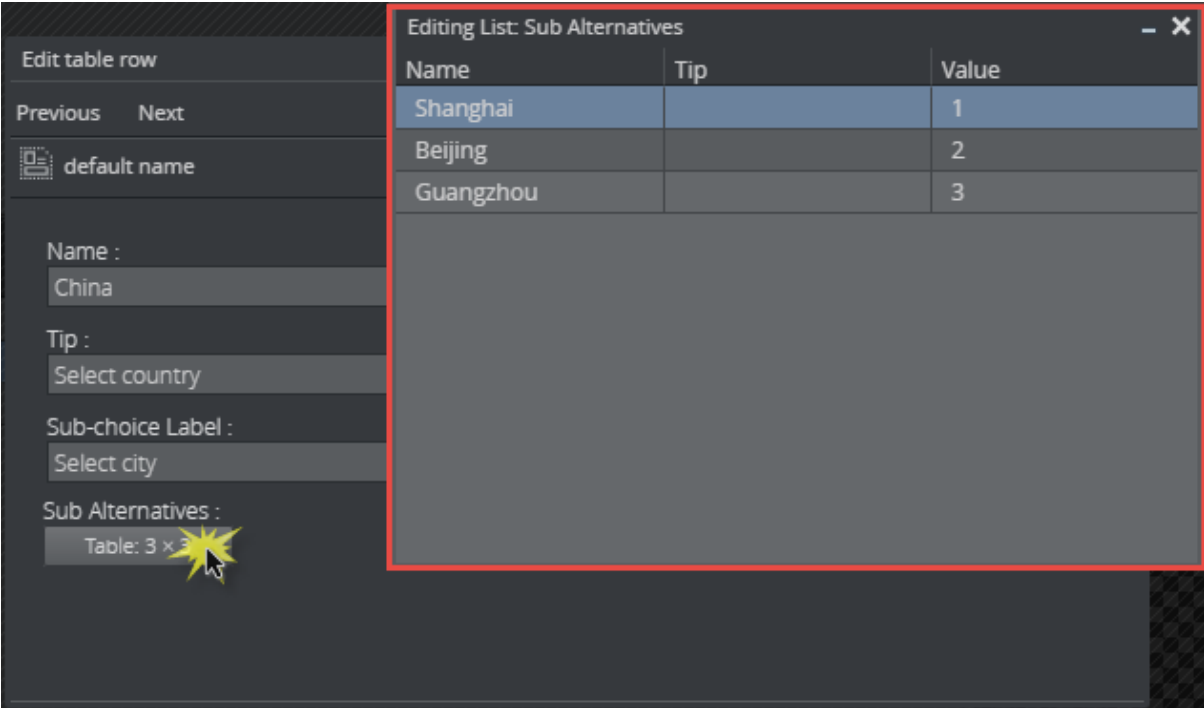 Edit table row
Previous Next
default name
Name :
China
Tip :
Select country
Sub-choice Label :
Select city
Sub Alternatives :
Table: 3 × 3
Editing List: Sub Alternatives
Name Tip Value
Shanghai 1
Beijing 2
Guangzhou 3